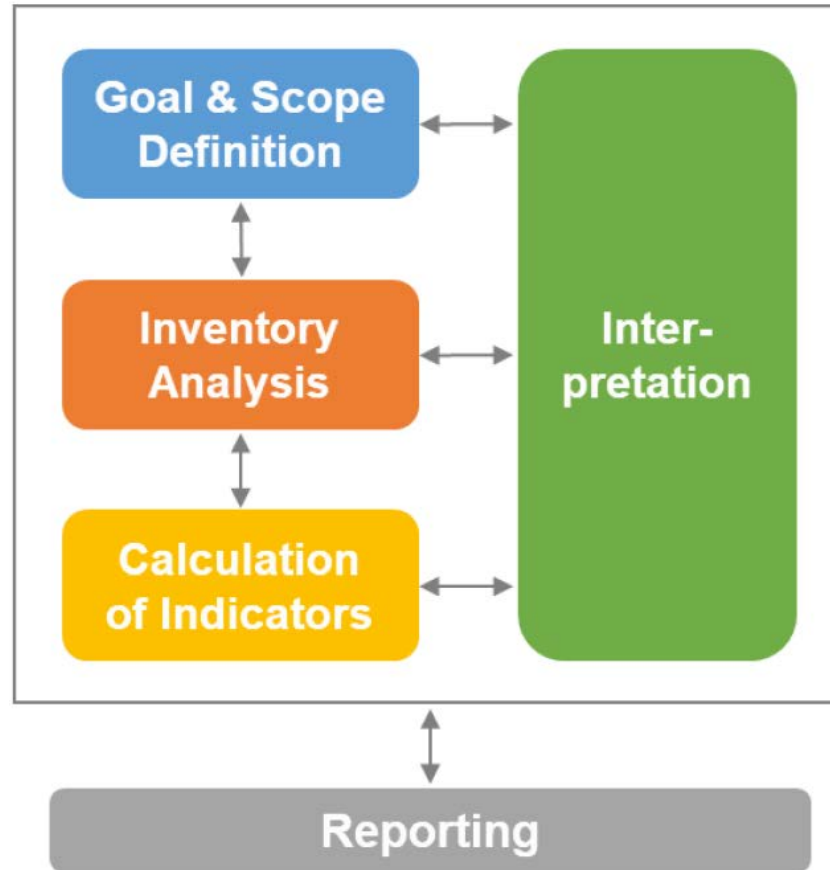 Goal & Scope
Definition
Inventory
Analysis
Calculation
of Indicators
Inter-
pretation
Reporting